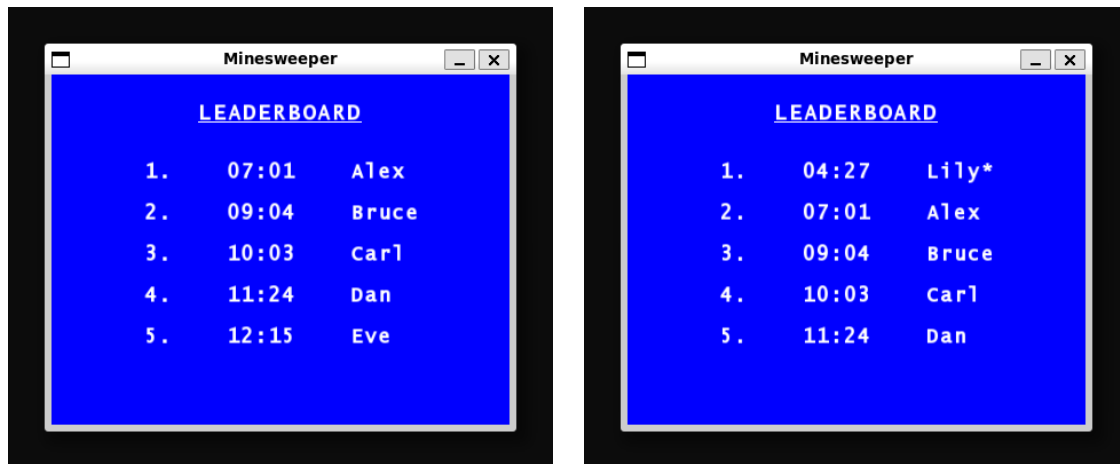 Minesweeper
LEADERBOARD
1. 07:01 Alex
2. 09:04 Bruce
3. 10:03 Carl
4. 11:24 Dan
5. 12:15 Eve
Minesweeper
LEADERBOARD
1. 04:27 Lily*
2. 07:01 Alex
3. 09:04 Bruce
4. 10:03 Carl
5. 11:24 Dan